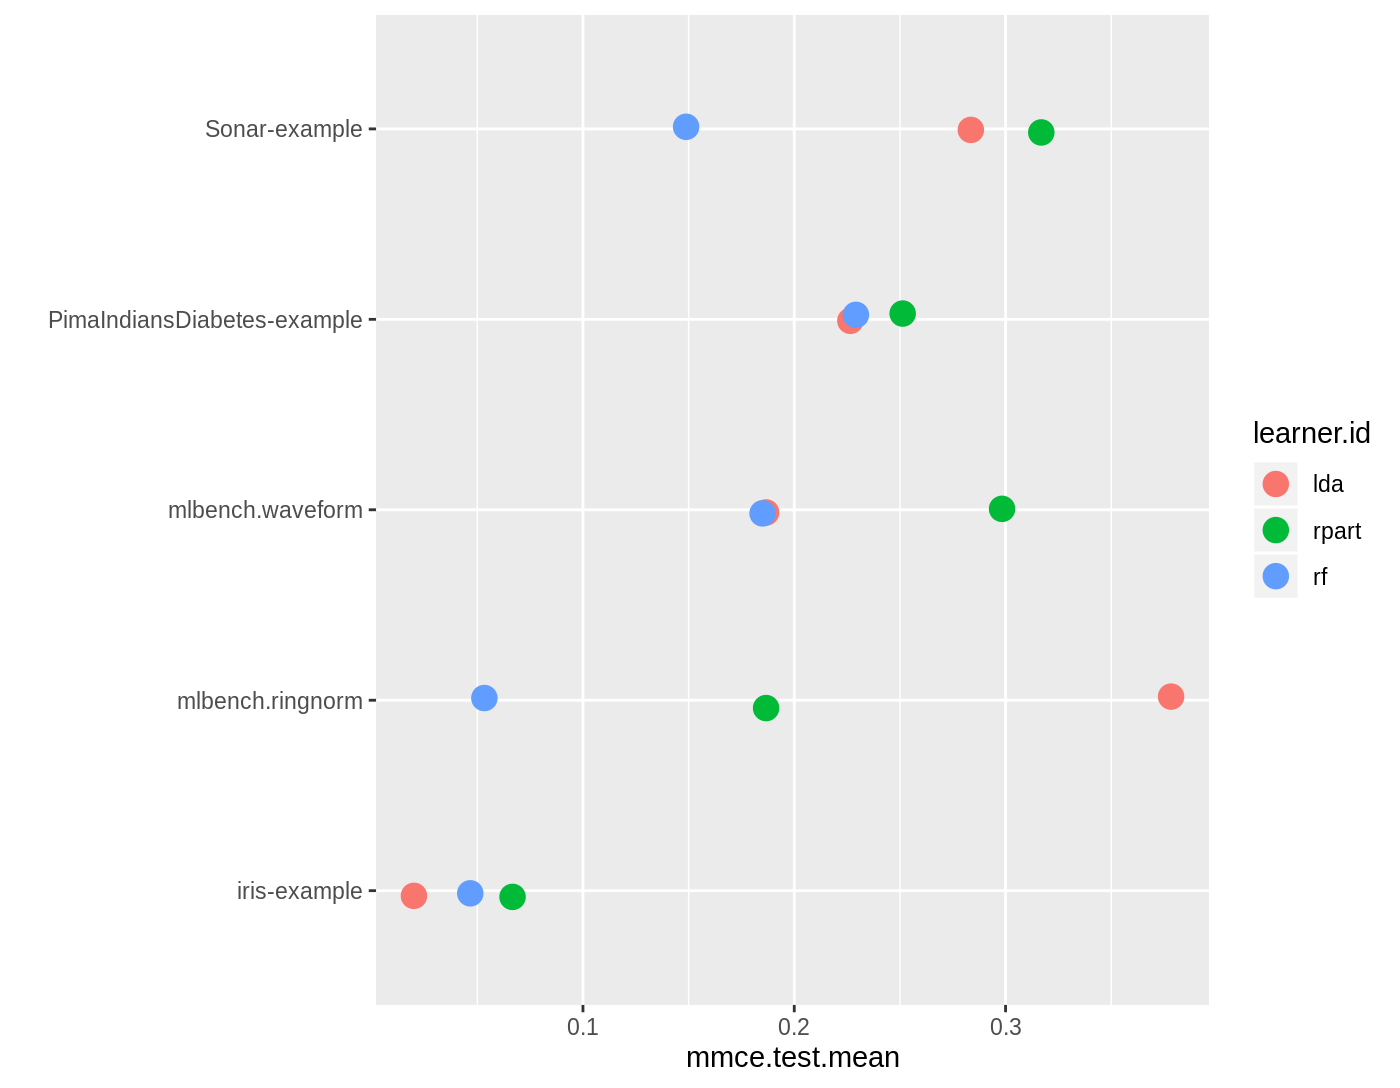 Sonar-example
PimaIndiansDiabetes-example
mlbench.waveform
mlbench.ringnorm
iris-example
0.1
0.2
0.3
mmce.test.mean
learner.id
lda
rpart
rf